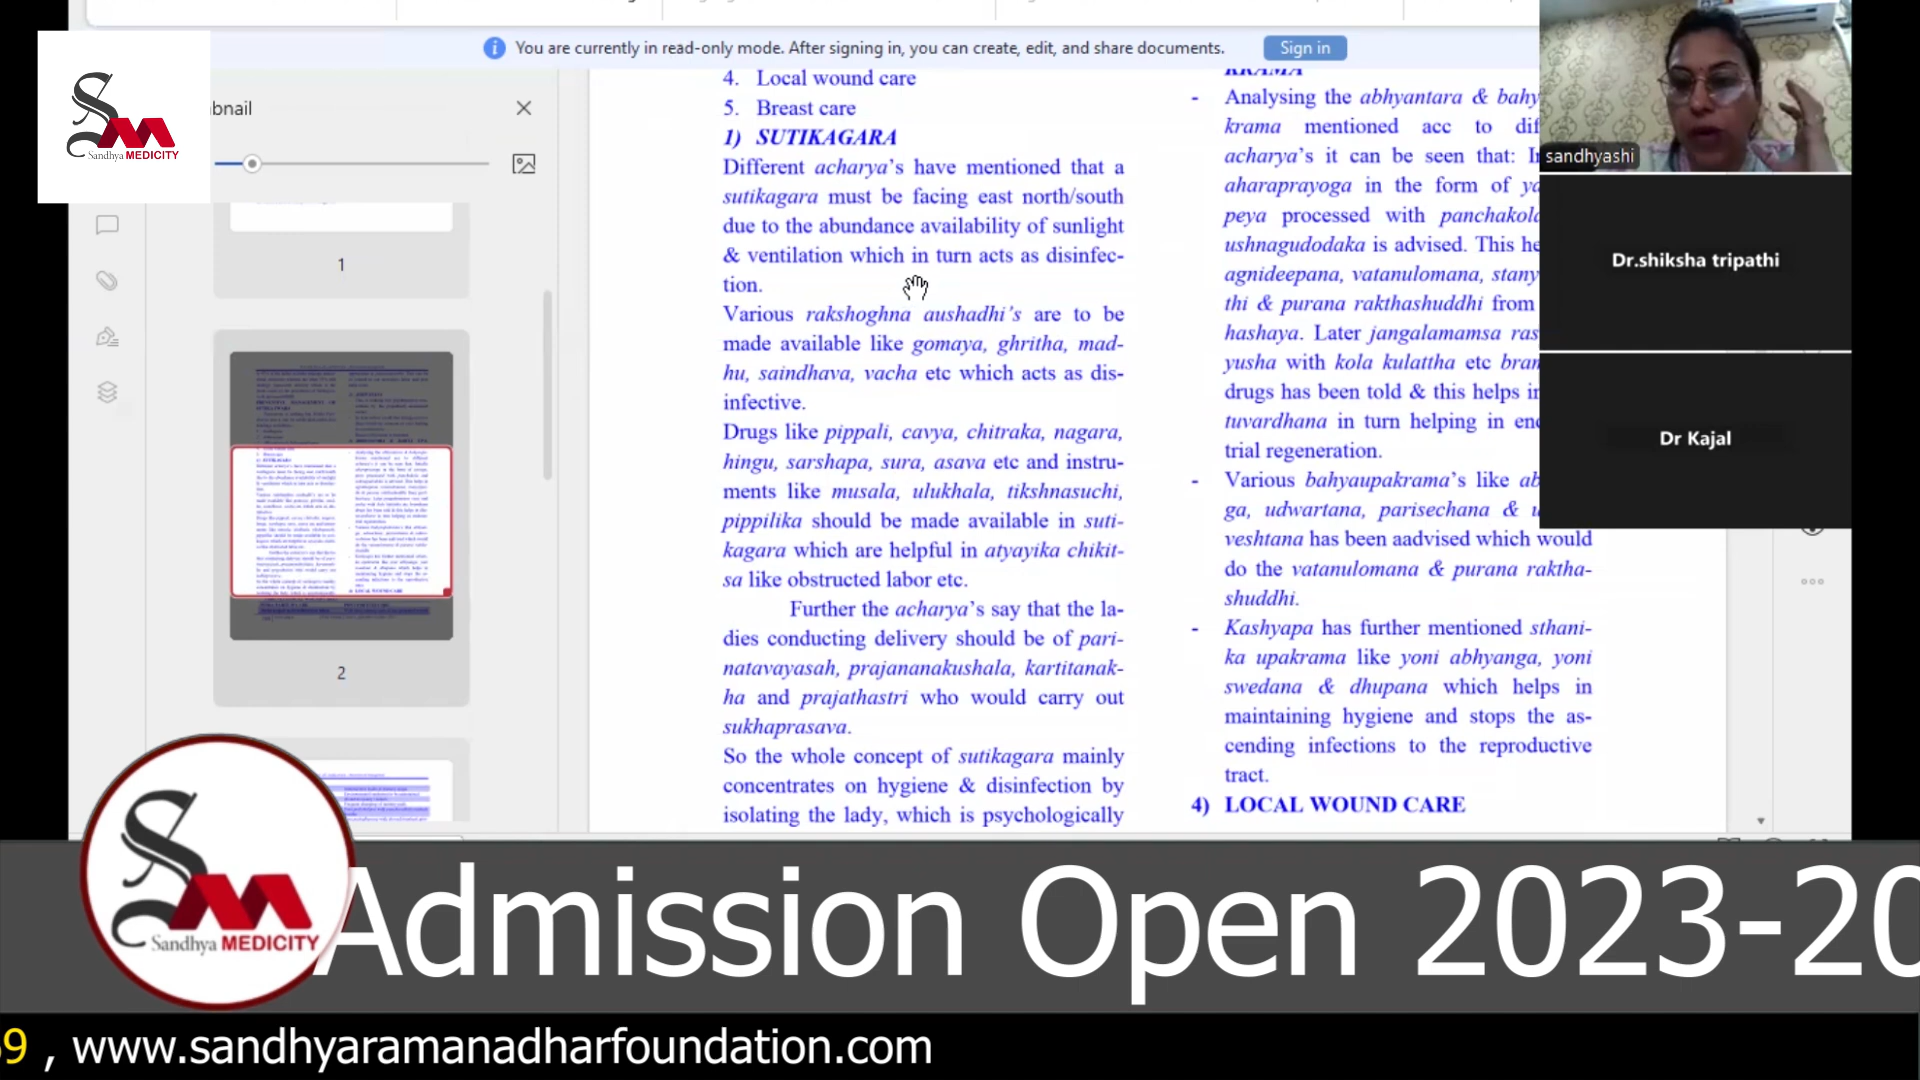 You are currently in read-only mode. After signing in, you can create, edit, and share documents.
Sign in
SM
Sandhya MEDICITY
bnail
1
2
4. Local wound care
5. Breast care
1) SUTIKAGARA
Different acharya's have mentioned that a
sutikagara must be facing east north/south
due to the abundance availability of sunlight
& ventilation which in turn acts as disinfec-
tion.
Various rakshoghna aushadhi's are to be
made available like gomaya, ghritha, mad-
hu, saindhava, vacha etc which acts as dis-
infective.
Drugs like pippali, cavya, chitraka, nagara,
hingu, sarshapa, sura, asava etc and instru-
ments like musala, ulukhala, tikshnasuchi,
pippilika should be made available in suti-
kagara which are helpful in atyayika chikit-
sa like obstructed labor etc.
Further the acharya's say that the la-
dies conducting delivery should be of pari-
natavayasah, prajananakushala, kartitanak-
ha and prajathastri who would carry out
sukhaprasava.
So the whole concept of sutikagara mainly
concentrates on hygiene & disinfection by
isolating the lady, which is psychologically
KRAMA
- Analysing the abhyantara & bahy
krama mentioned acc to dif
acharya's it can be seen that: I
aharaprayoga in the form of ya
peya processed with panchakola
ushnagudodaka is advised. This he
agnideepana, vatanulomana, stany
thi & purana rakthashuddhi from
hashaya. Later jangalamamsa ras
yusha with kola kulattha etc bran
drugs has been told & this helps in
tuvardhana in turn helping in end
trial regeneration.
- Various bahyaupakrama's like ab
ga, udwartana, parisechana & u
veshtana has been aadvised which would
do the vatanulomana & purana raktha-
shuddhi.
- Kashyapa has further mentioned sthani-
ka upakrama like yoni abhyanga, yoni
swedana & dhupana which helps in
maintaining hygiene and stops the as-
cending infections to the reproductive
tract.
4) LOCAL WOUND CARE
sandhyashi
Dr.shiksha tripathi
Dr Kajal
SM
Sandhya MEDICITY
Admission Open 2023-20
9 , www.sandhyaramanadharfoundation.com